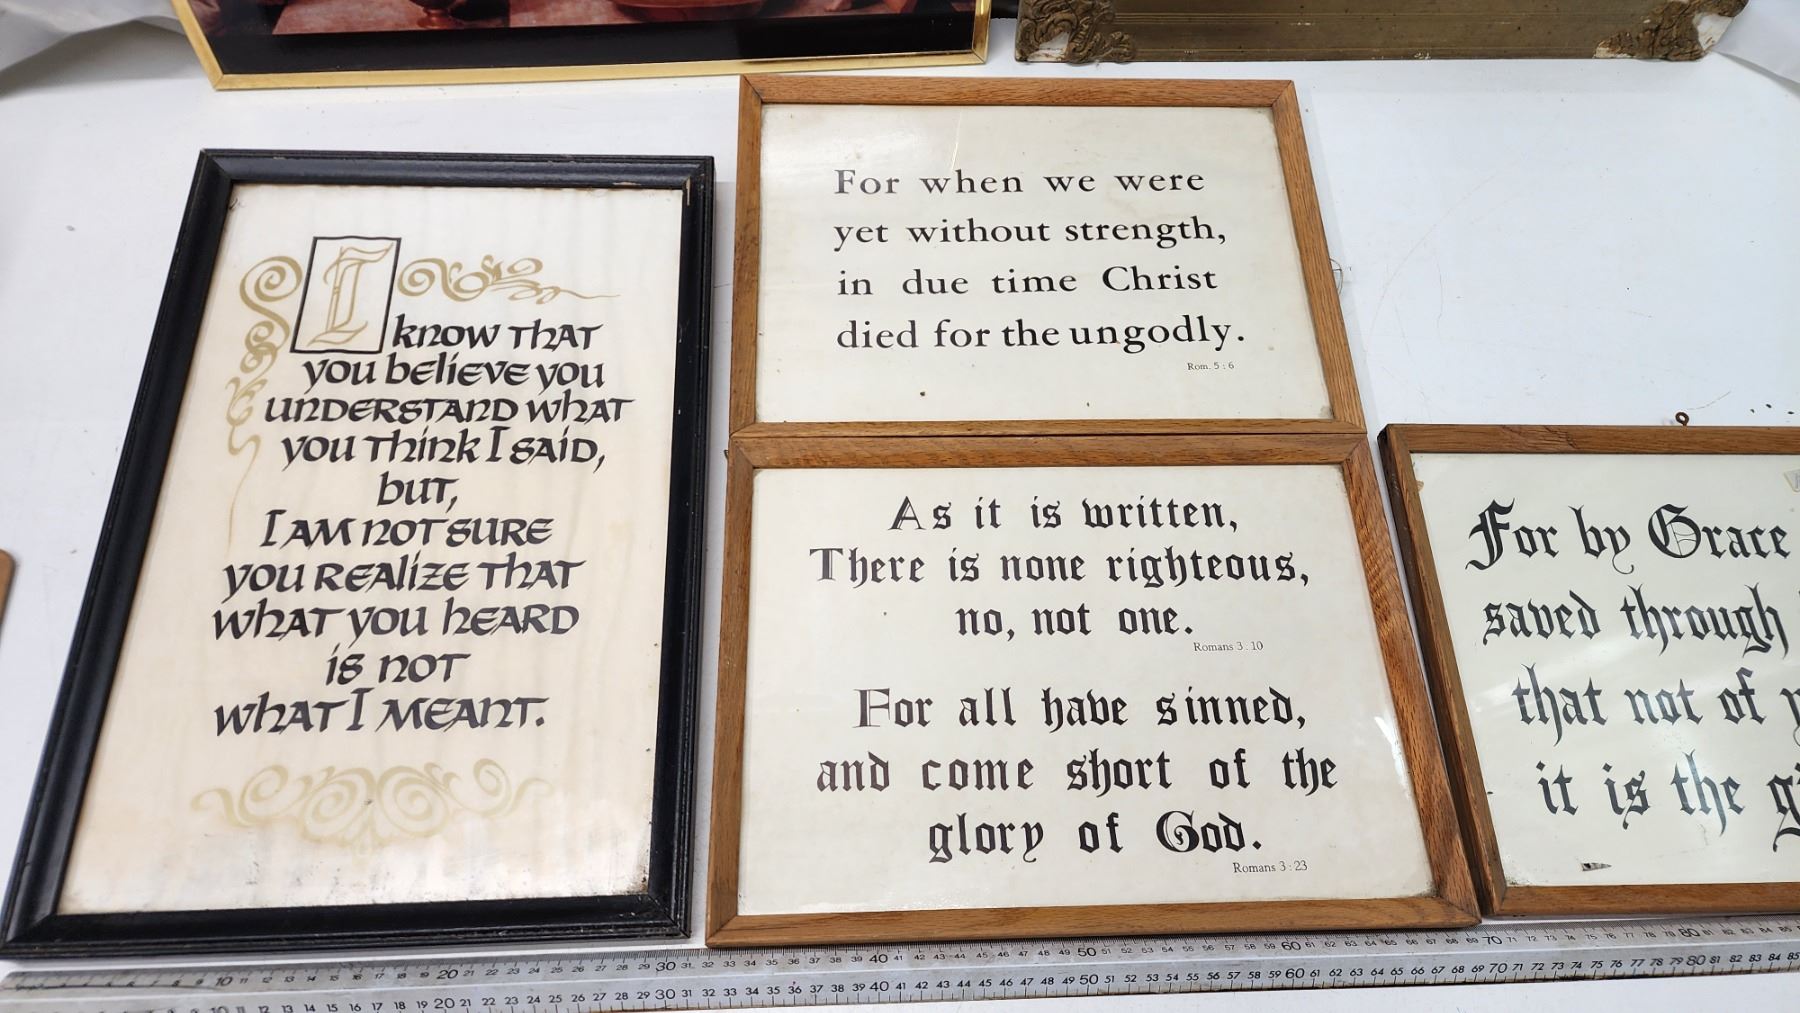 I know that
you believe you
understand what
you think I said,
but,
I am not sure
you realize that
what you heard
is not
what I meant.
For when we were
yet without strength,
in due time Christ
died for the ungodly.
Rom. 5 : 6
As it is written,
There is none righteous,
no, not one.
Romans 3 : 10
For all have sinned,
and come short of the
glory of God.
Romans 3 : 23
For by Grace
saved through
that not of
it is the